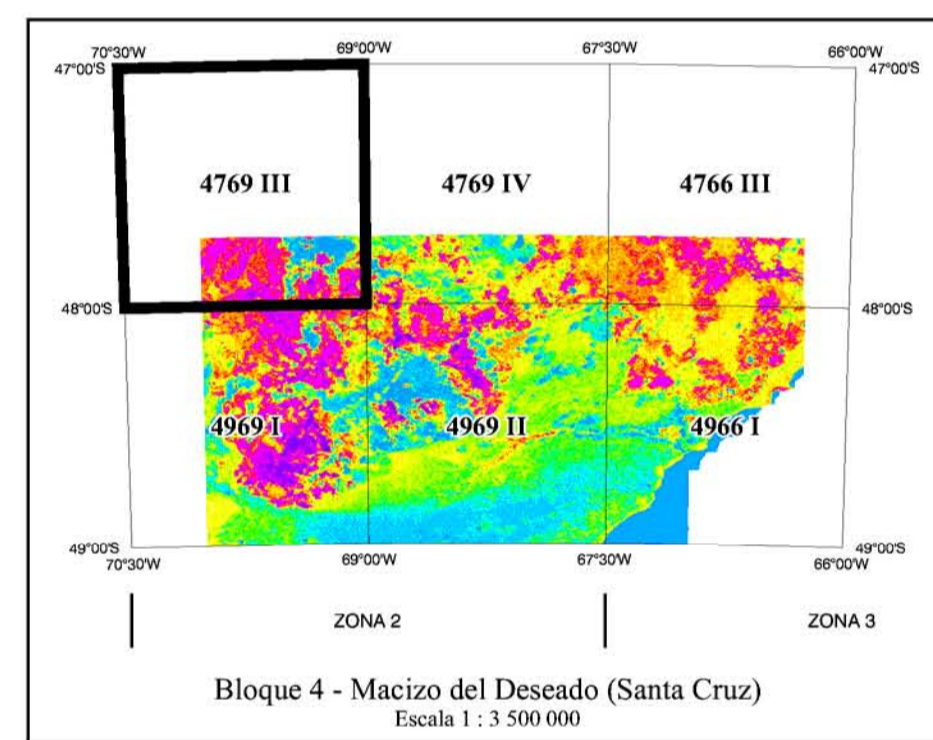 70°30'W 69°00'W 67°30'W 66°00'W
47°00'S 47°00'S
4769 III 4769 IV 4766 III
48°00'S 48°00'S
4969 I 4969 II 4966 I
49°00'S 49°00'S
70°30'W 69°00'W 67°30'W 66°00'W
ZONA 2 ZONA 3
Bloque 4 - Macizo del Deseado (Santa Cruz)
Escala 1 : 3 500 000